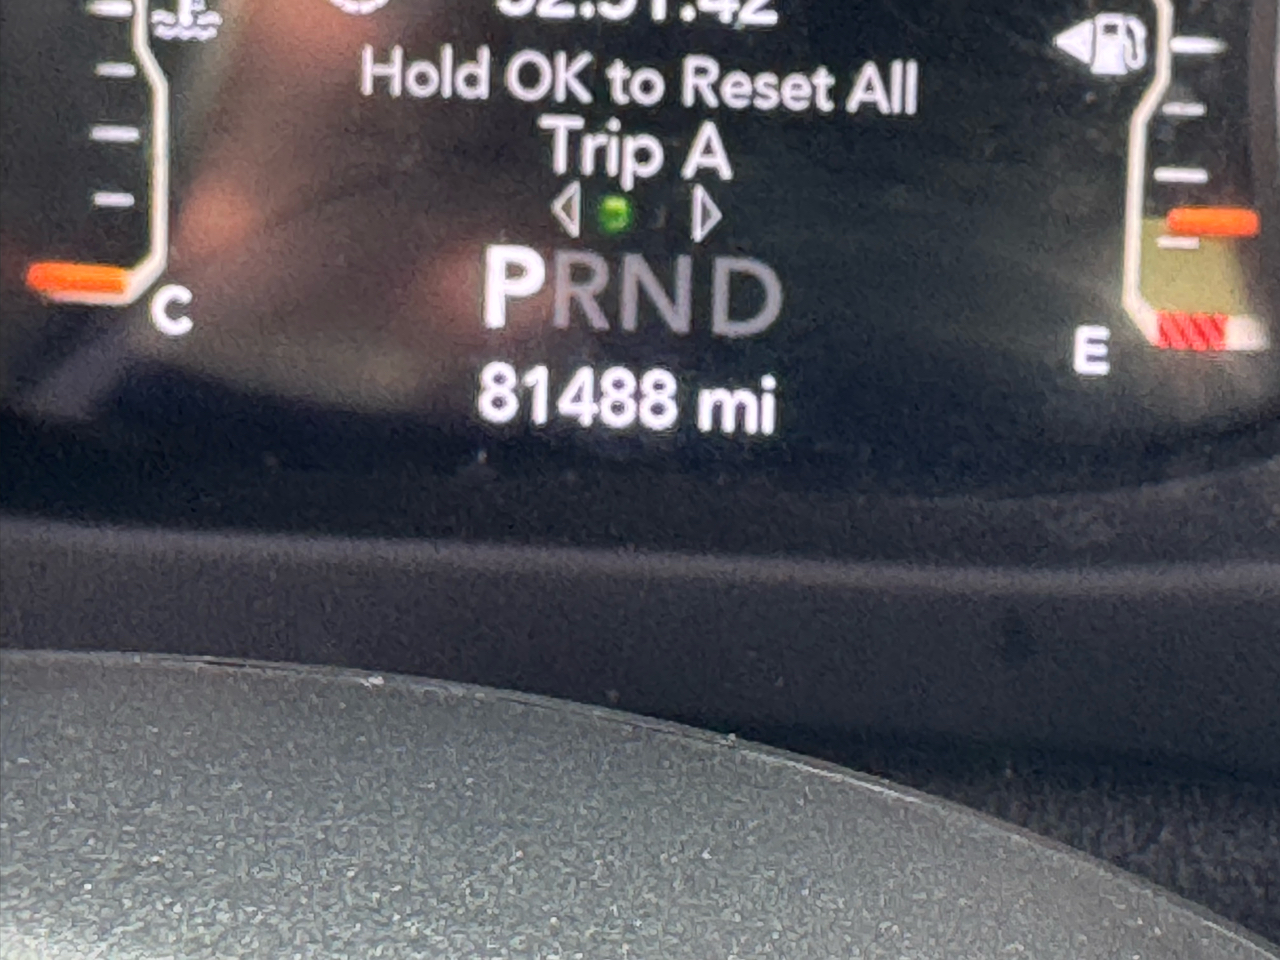 Hold OK to Reset All
Trip A
PRND
81488 mi
C
E